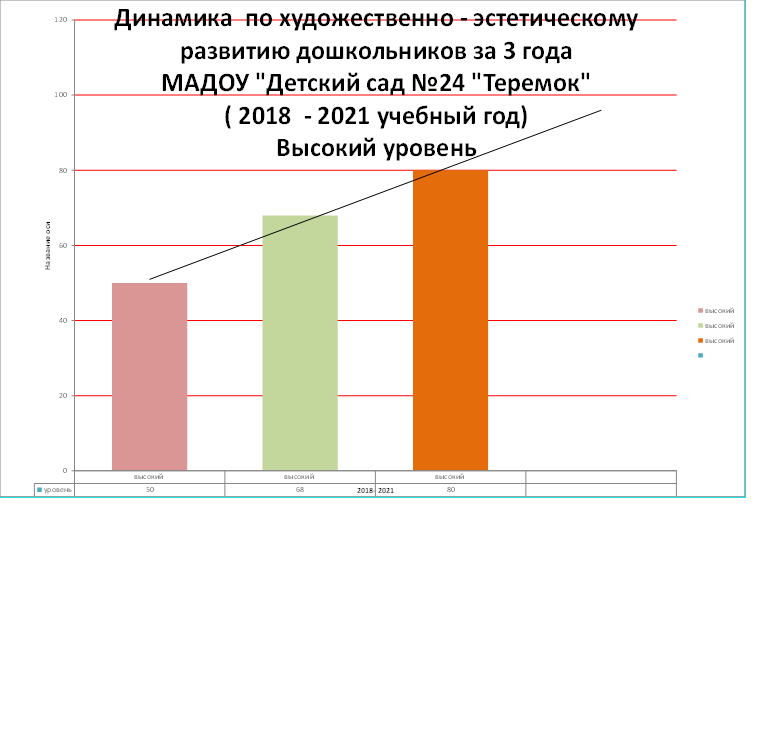 Динамика по художественно - эстетическому
развитию дошкольников за 3 года
МАДОУ "Детский сад №24 "Теремок"
( 2018 - 2021 учебный год)
Высокий уровень
120
100
80
60
40
20
0
Название оси
высокий высокий высокий
уровень 50 68 80
2018- 2021
высокий
высокий
высокий